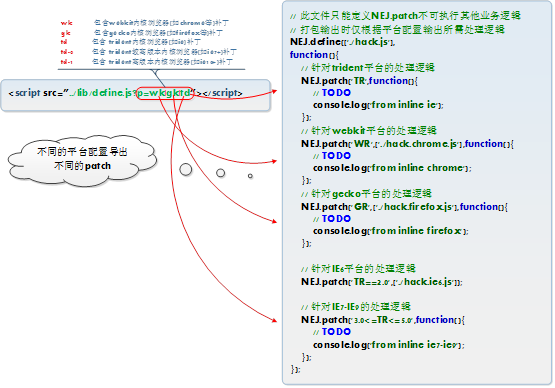 wk 包含webkit内核浏览器(如chrome等)补丁
gk 包含gecko内核浏览器(如firefox等)补丁
td 包含trident内核浏览器(如ie)补丁
td-0 包含trident较低版本内核浏览器(如ie7+)补丁
td-1 包含trident高版本内核浏览器(如ie10+)补丁
<script src="../lib/define.js?p=wk|gk|td"></script>
不同的平台配置导出
不同的patch
// 此文件只能定义NEJ.patch不可执行其他业务逻辑
// 打包输出时仅根据平台配置输出所需处理逻辑
NEJ.define(['./hack.js'],
function(){
// 针对trident平台的处理逻辑
NEJ.patch('TR',function(){
// TODO
console.log('from inline ie');
});
// 针对webkit平台的处理逻辑
NEJ.patch('WR',['./hack.chrome.js'],function(){
// TODO
console.log('from inline chrome');
});
// 针对gecko平台的处理逻辑
NEJ.patch('GR',['./hack.firefox.js'],function(){
// TODO
console.log('from inline firefox');
});
// 针对IE6平台的处理逻辑
NEJ.patch('TR==2.0',['./hack.ie6.js']);
// 针对IE7-IE9的处理逻辑
NEJ.patch('3.0<=TR<=5.0',function(){
// TODO
console.log('from inline ie7-ie9');
});
});